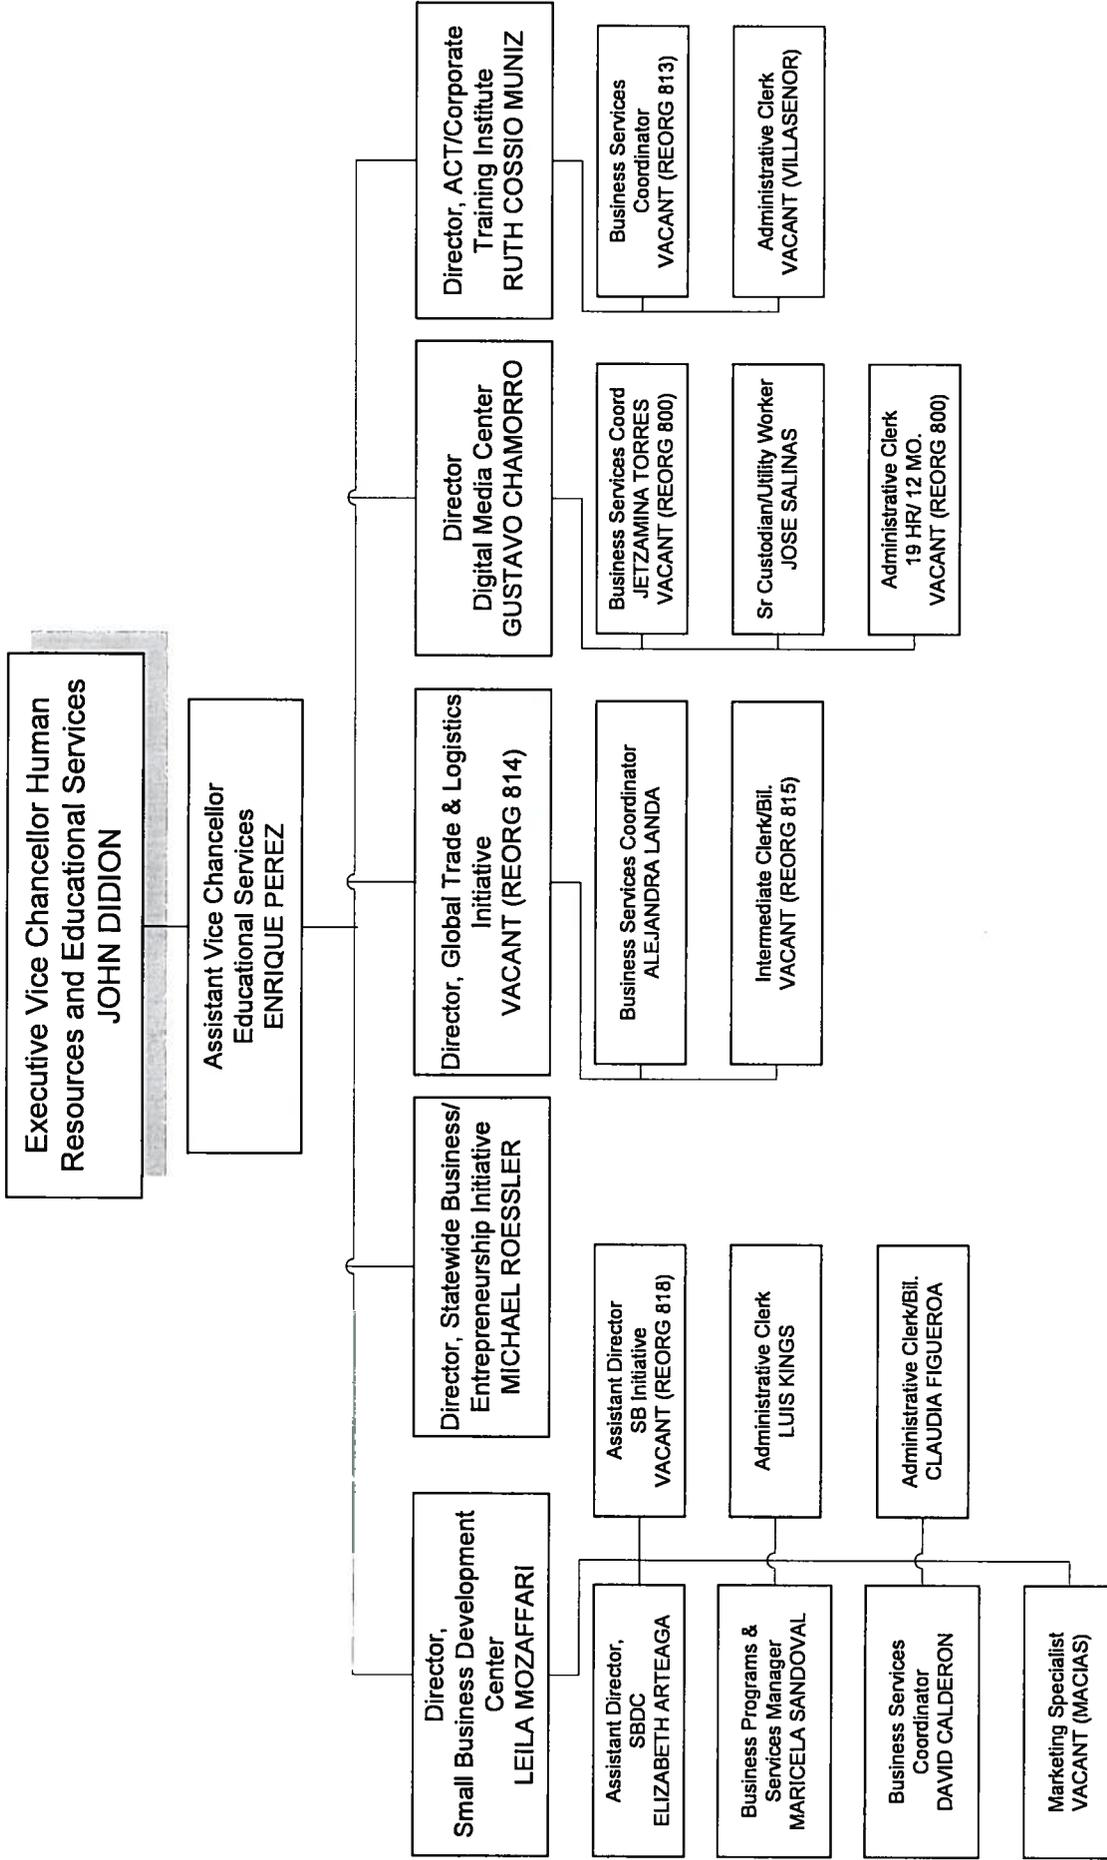 Executive Vice Chancellor Human
Resources and Educational Services
JOHN DIDION
Assistant Vice Chancellor
Educational Services
ENRIQUE PEREZ
Director,
Small Business Development
Center
LEILA MOZAFFARI
Director, Statewide Business/
Entrepreneurship Initiative
MICHAEL ROESSLER
Director, Global Trade & Logistics
Initiative
VACANT (REORG 814)
Director
Digital Media Center
GUSTAVO CHAMORRO
Director, ACT/Corporate
Training Institute
RUTH COSSIO MUNIZ
Assistant Director,
SBDC
ELIZABETH ARTEAGA
Assistant Director
SB Initiative
VACANT (REORG 818)
Business Programs &
Services Manager
MARICELA SANDOVAL
Administrative Clerk
LUIS KINGS
Business Services
Coordinator
DAVID CALDERON
Administrative Clerk/Bil.
CLAUDIA FIGUEROA
Marketing Specialist
VACANT (MACIAS)
Business Services Coordinator
ALEJANDRA LANDA
Intermediate Clerk/Bil.
VACANT (REORG 815)
Business Services Coord
JETZAMINA TORRES
VACANT (REORG 800)
Sr Custodian/Utility Worker
JOSE SALINAS
Administrative Clerk
19 HR/ 12 MO.
VACANT (REORG 800)
Business Services
Coordinator
VACANT (REORG 813)
Administrative Clerk
VACANT (VILLASENOR)